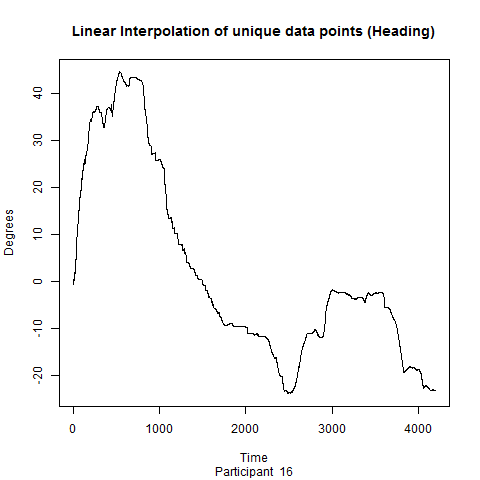 Linear Interpolation of unique data points (Heading)
Degrees
40
30
20
10
0
-10
-20
0 1000 2000 3000 4000
Time
Participant 16